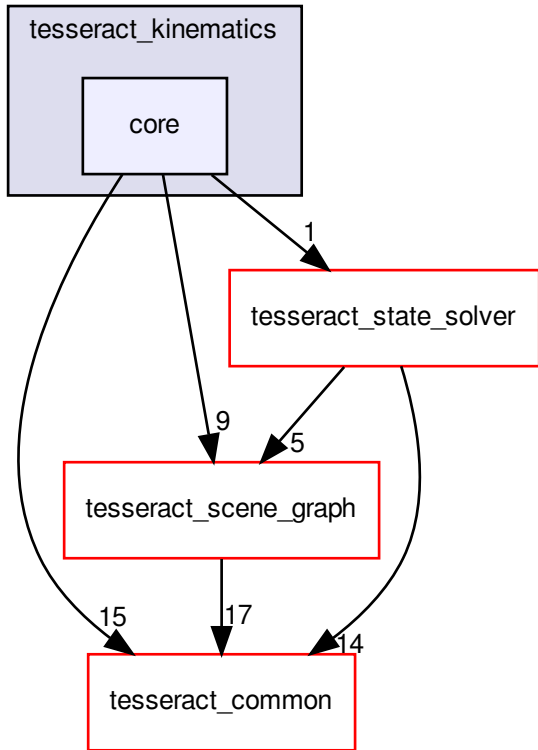 tesseract_kinematics
core
1
tesseract_state_solver
9
5
tesseract_scene_graph
15
17
14
tesseract_common